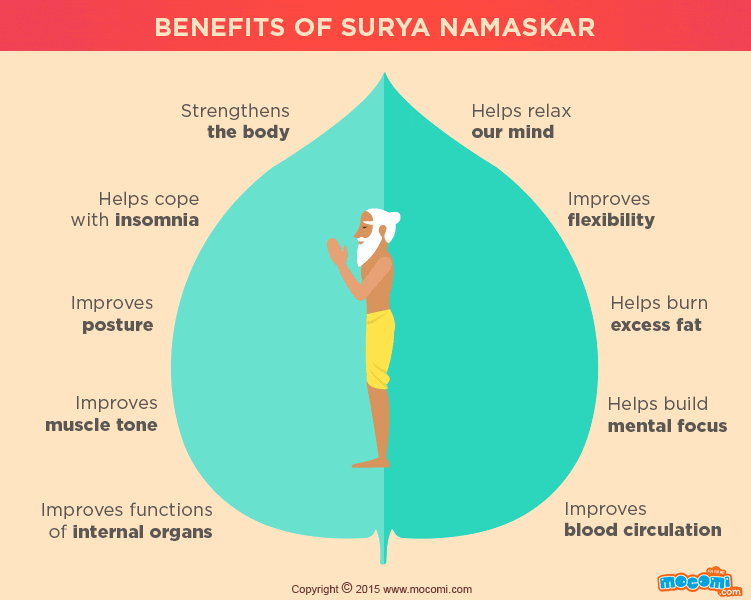 BENEFITS OF SURYA NAMASKAR
Strengthens
the body
Helps relax
our mind
Helps cope
with insomnia
Improves
flexibility
Improves
posture
Helps burn
excess fat
Improves
muscle tone
Helps build
mental focus
Improves functions
of internal organs
Improves
blood circulation
Copyright © 2015 www.mocomi.com
mocomi
.com